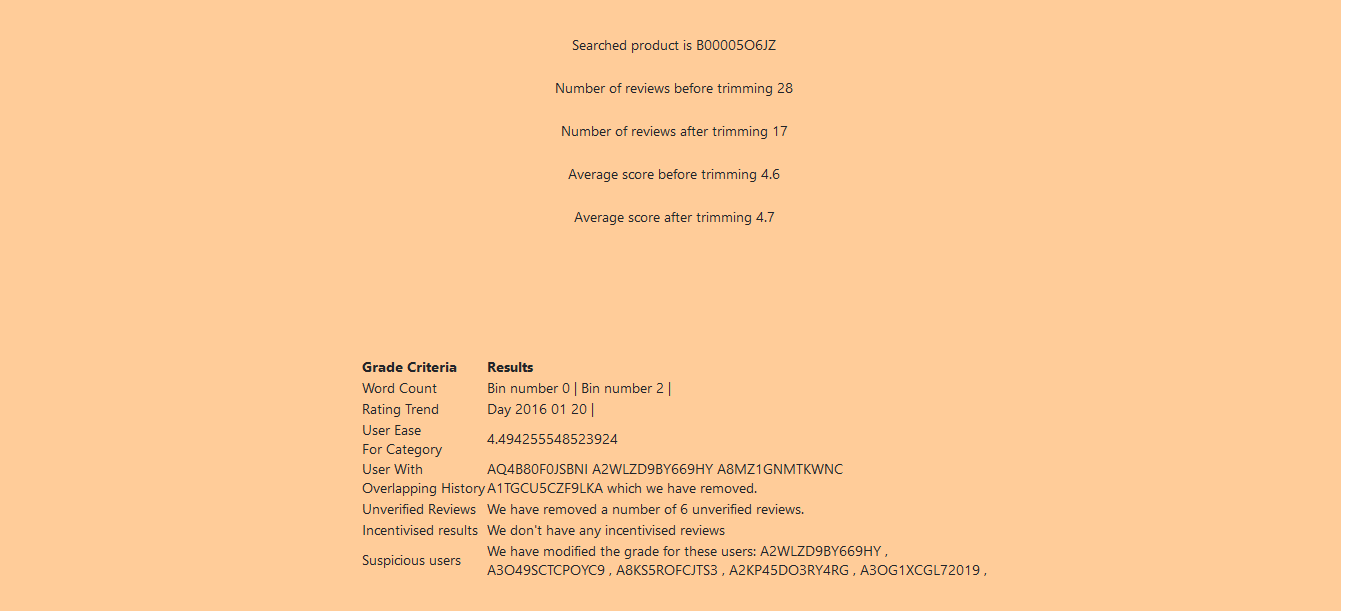 Searched product is B00005O6JZ
Number of reviews before trimming 28
Number of reviews after trimming 17
Average score before trimming 4.6
Average score after trimming 4.7
Grade Criteria Results
Word Count Bin number 0 | Bin number 2 |
Rating Trend Day 2016 01 20 |
User Ease
For Category 4.494255548523924
User With AQ4B80F0JSBNI A2WLZD9BY669HY A8MZ1GNMTKWNC
Overlapping History A1TGCU5CZF9LKA which we have removed.
Unverified Reviews We have removed a number of 6 unverified reviews.
Incentivised results We don't have any incentivised reviews
Suspicious users We have modified the grade for these users: A2WLZD9BY669HY ,
A3O49SCTCPOYC9 , A8KS5ROFCJTS3 , A2KP45DO3RY4RG , A3OG1XCGL72019 ,